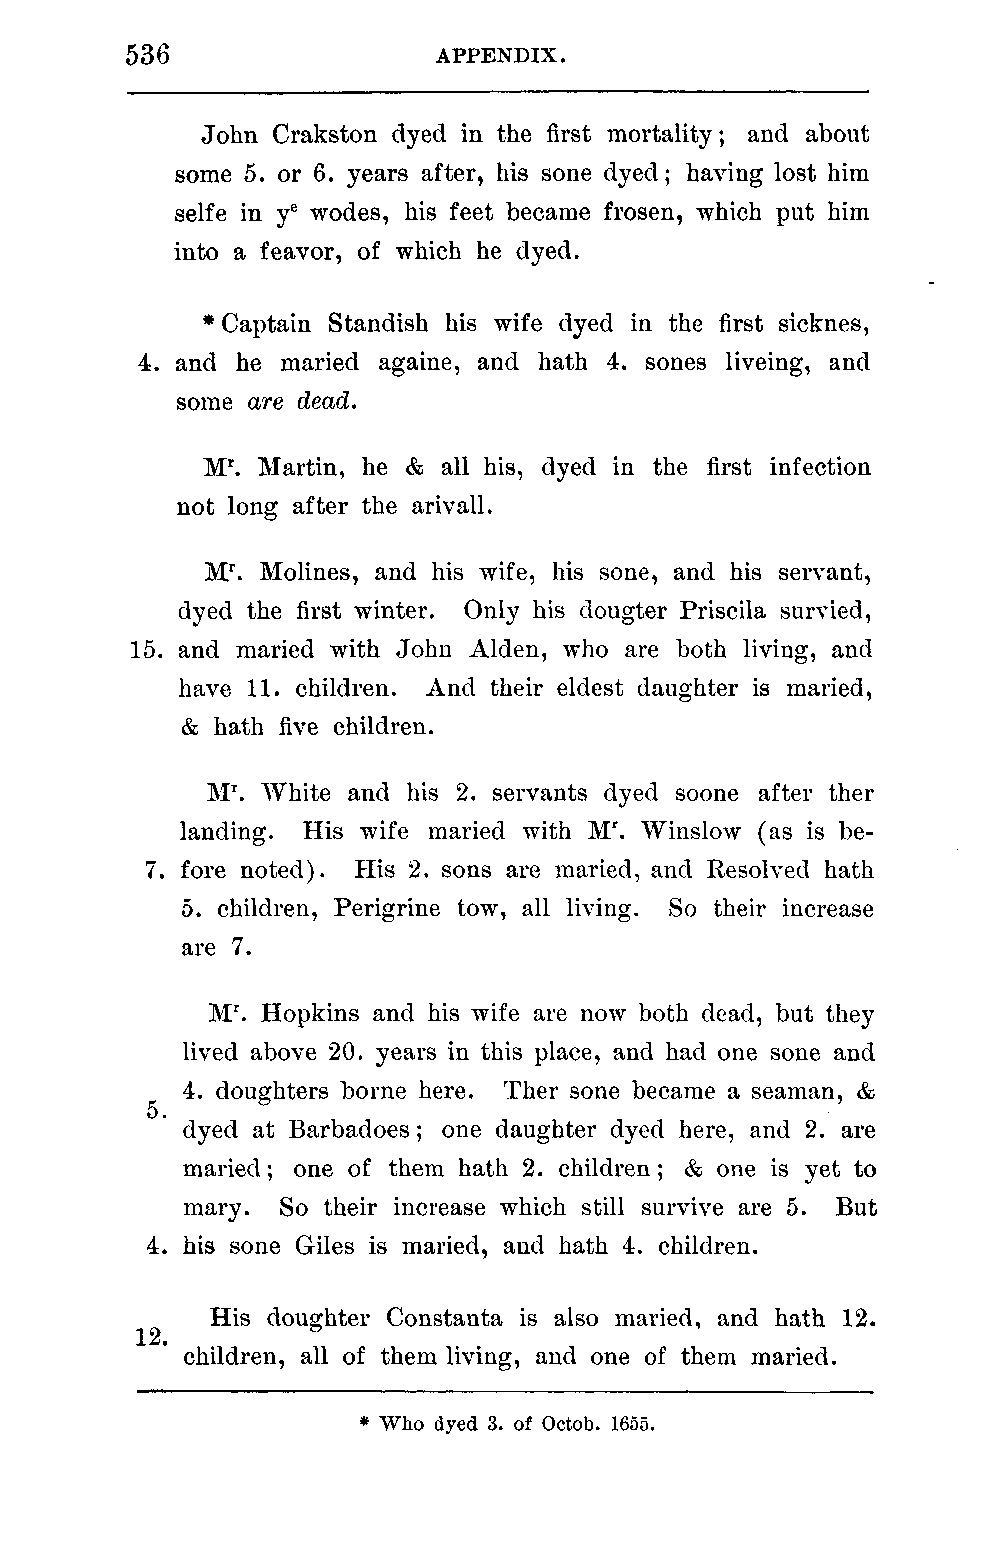 536 APPENDIX.
John Crakston dyed in the first mortality; and about
some 5. or 6. years after, his sone dyed; having lost him
selfe in yᵉ wodes, his feet became frosen, which put him
into a feavor, of which he dyed.
* Captain Standish his wife dyed in the first sicknes,
4. and he maried againe, and hath 4. sones liveing, and
some are dead.
Mʳ. Martin, he & all his, dyed in the first infection
not long after the arivall.
Mʳ. Molines, and his wife, his sone, and his servant,
dyed the first winter. Only his dougter Priscila survied,
15. and maried with John Alden, who are both living, and
have 11. children. And their eldest daughter is maried,
& hath five children.
Mʳ. White and his 2. servants dyed soone after ther
landing. His wife maried with Mʳ. Winslow (as is be-
7. fore noted). His 2. sons are maried, and Resolved hath
5. children, Perigrine tow, all living. So their increase
are 7.
Mʳ. Hopkins and his wife are now both dead, but they
lived above 20. years in this place, and had one sone and
4. doughters borne here. Ther sone became a seaman, &
5.
dyed at Barbadoes; one daughter dyed here, and 2. are
maried; one of them hath 2. children; & one is yet to
mary. So their increase which still survive are 5. But
4. his sone Giles is maried, and hath 4. children.
His doughter Constanta is also maried, and hath 12.
12.
children, all of them living, and one of them maried.
* Who dyed 3. of Octob. 1655.